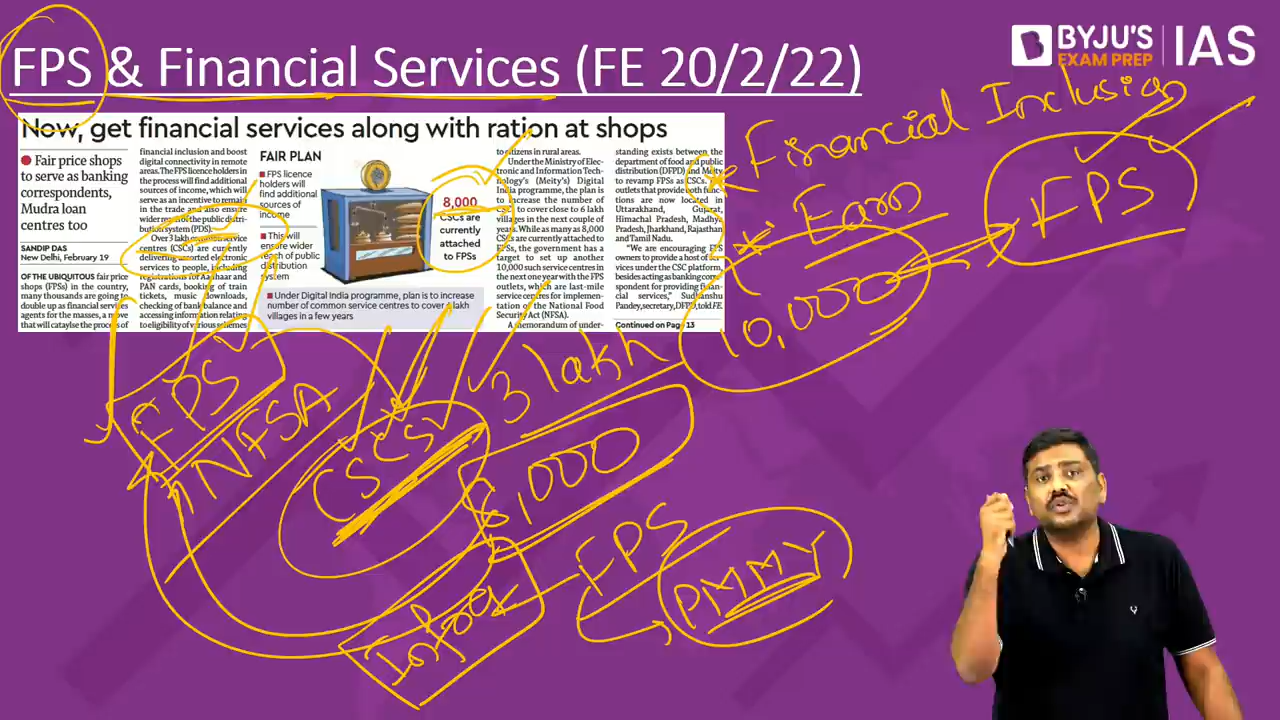 FPS & Financial Services (FE 20/2/22)
BYJU'S
EXAM PREP
IAS
Now, get financial services along with ration at shops
Fair price shops
to serve as banking
correspondents,
Mudra loan
centres too
SANDIP DAS
New Delhi, February 19
OF THE UBIQUITOUS fair price
shops (FPSs) in the country,
many thousands are going to
double up as financial services
agents for the masses, a move
that will catalyse the process of
financial inclusion and boost
digital connectivity in remote
areas. The FPS licence holders
in the process will find additional
sources of income, which will
serve as an incentive to remain
in the trade and ensure
wider reach of the public distri-
bution system (PDS).
Over 3 lakh common service
centres (CSCs) are currently
delivering assorted electronic
services to people, including
registrations for Aadhaar and
PAN cards, booking of train
tickets, music downloads,
checking of bank balance and
accessing information relating
to eligibility of various schemes
FAIR PLAN
FPS licence
holders will
find additional
sources of
income
This will
ensure wider
reach of public
distribution
system
8,000
CSCs are
currently
attached
to FPSs
Under Digital India programme, plan is to increase
number of common service centres to cover 6 lakh
villages in a few years
to citizens in rural areas.
Under the Ministry of Elec-
tronic and Information Tech-
nology's (Meity's) Digital
India programme, the plan is
to increase the number of CSC
to cover close to 6 lakh
villages in the next couple of
years. While as many as 8,000
CSCs are currently attached to
FPSs, the government has a
target to set up another
10,000 such service centres in
the next one year with the FPS
outlets, which are last-mile
service centres for implemen-
tation of the National Food
Security Act (NFSA).
A memorandum of under-
standing exists between the
department of food and public
distribution (DFPD) and Meity
to revamp FPSs as CSCs.
outlets that provide both func-
tions are now located in
Uttarakhand, Gujarat,
Himachal Pradesh, Madhya
Pradesh, Jharkhand, Rajasthan
and Tamil Nadu.
"We are encouraging FPS
owners to provide a host of ser-
vices under the CSC platform,
besides acting as banking corre-
spondent for providing finan-
cial services," Sudhanshu
Pandey, secretary, DFPD, told FE.
Continued on Page 13
* Financial Inclusion
* Earn
FPS
10,000
3 lakh
FPS
NFSA
CSCs
8,000
FPS
PMMY